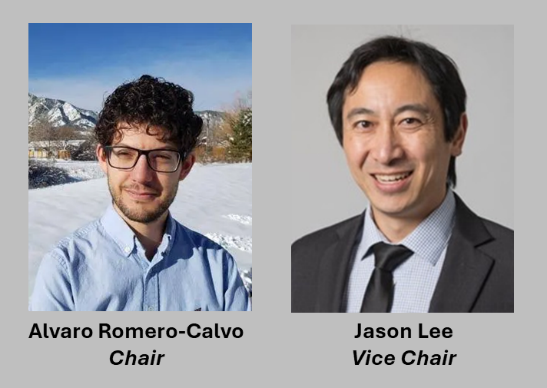 Alvaro Romero-Calvo
Chair
Jason Lee
Vice Chair